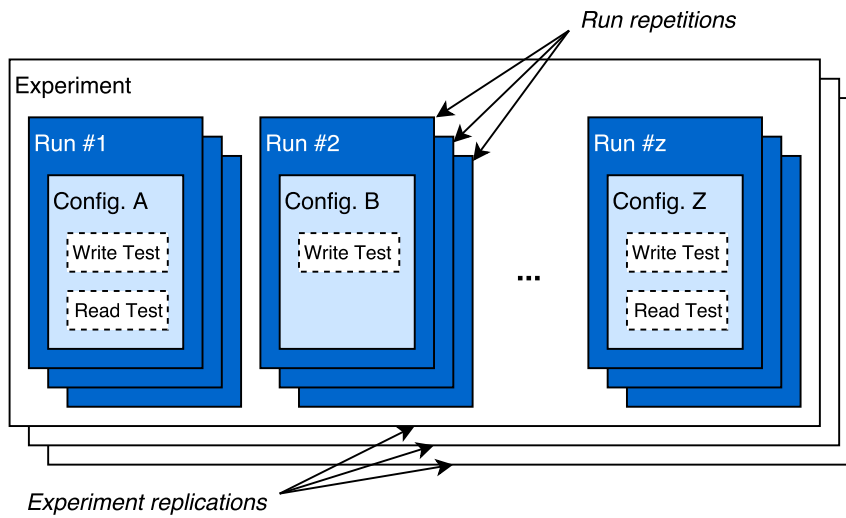 Run repetitions
Experiment
Run #1
Run #2
Run #z
Config. A
Config. B
Config. Z
Write Test
Write Test
Write Test
...
Read Test
Read Test
Experiment replications